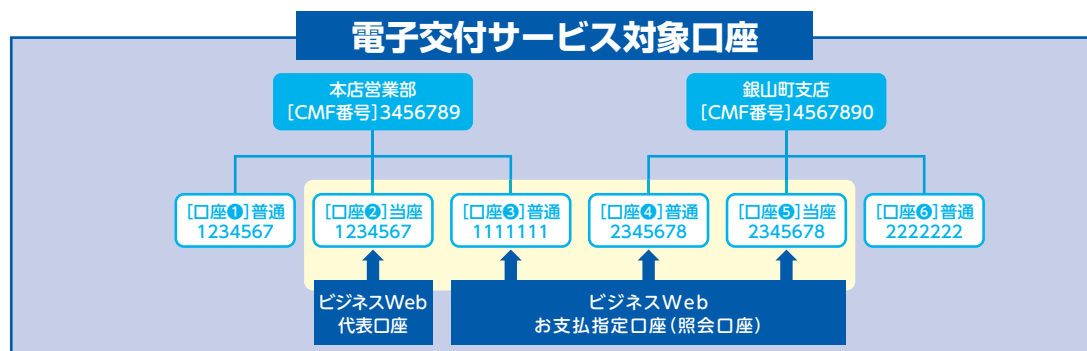 電子交付サービス対象口座
本店営業部
[CMF番号]3456789
銀山町支店
[CMF番号]4567890
[口座❶]普通
1234567
[口座❷]当座
1234567
[口座❸]普通
1111111
[口座❹]普通
2345678
[口座❺]当座
2345678
[口座❻]普通
2222222
ビジネスWeb
代表口座
ビジネスWeb
お支払指定口座(照会口座)